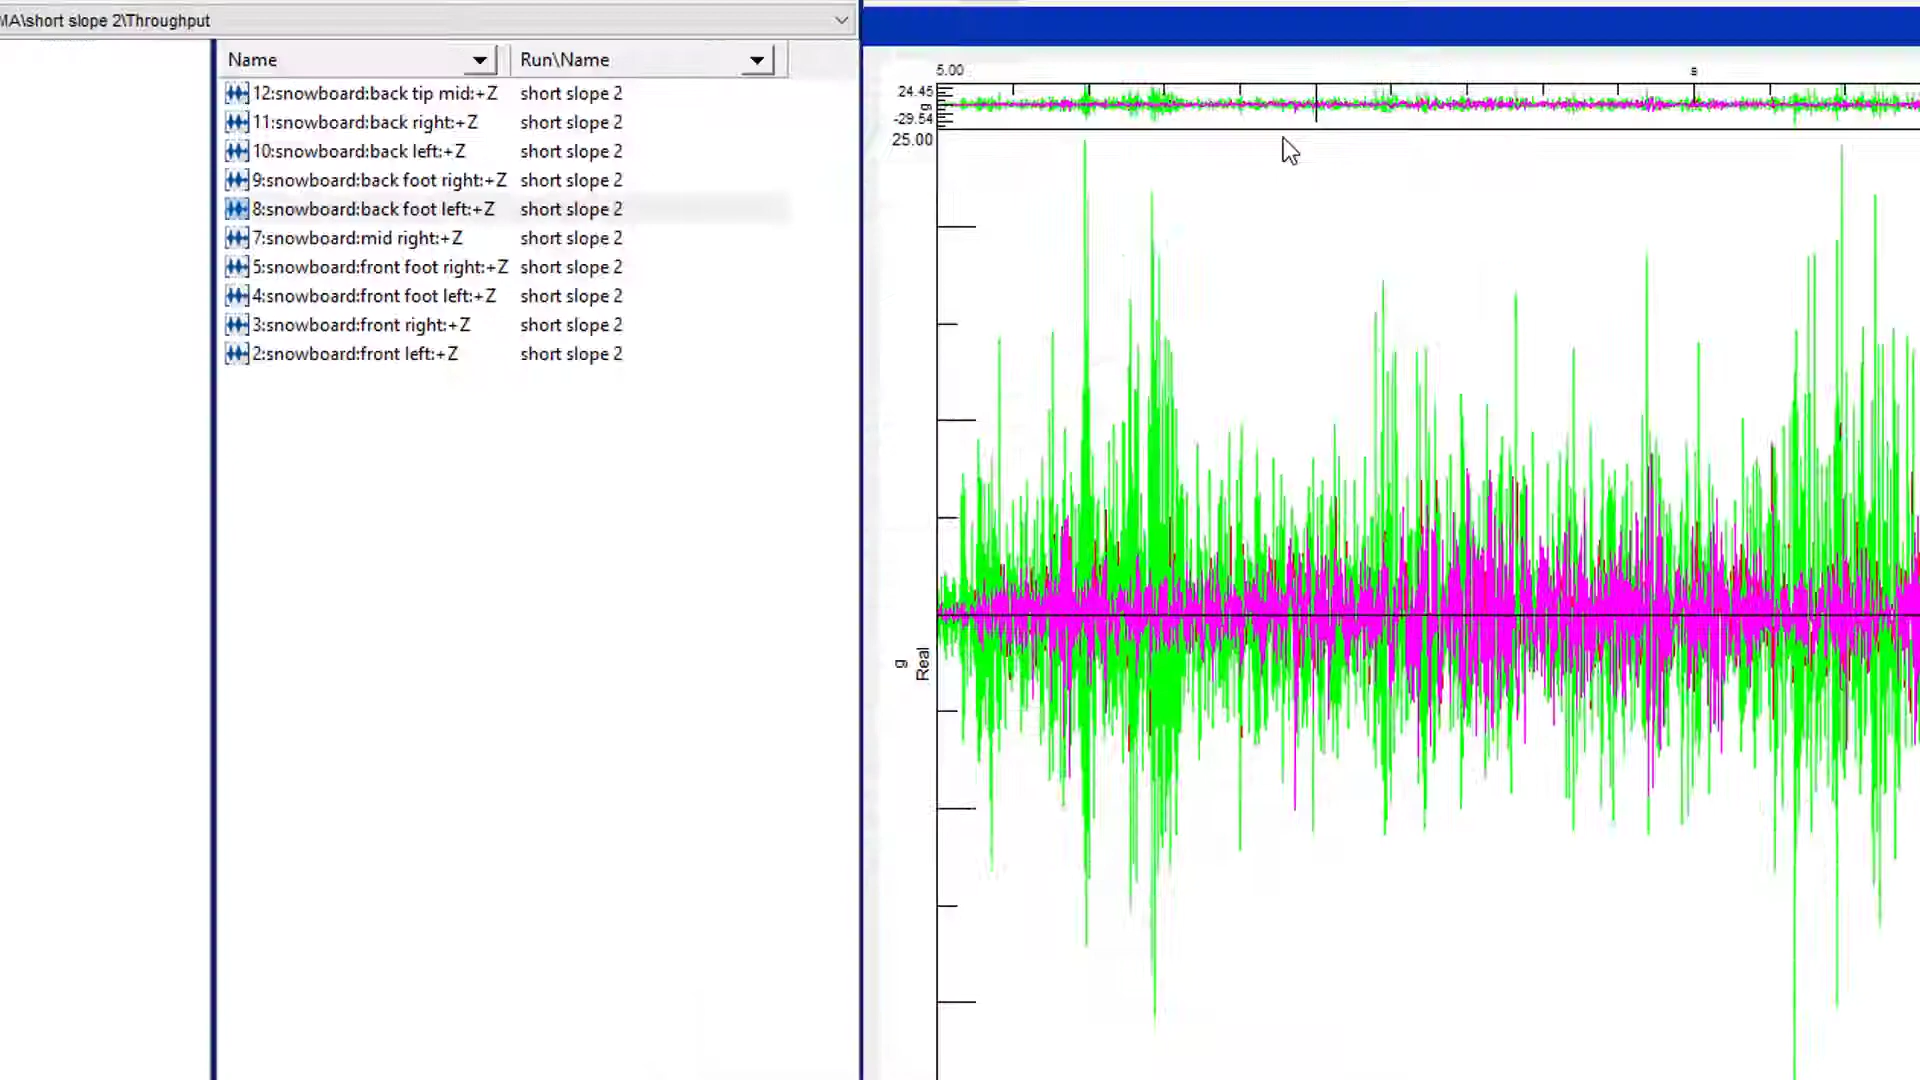 MA\short slope 2\Throughput
Name Run\Name
12:snowboard:back tip mid:+Z short slope 2
11:snowboard:back right:+Z short slope 2
10:snowboard:back left:+Z short slope 2
9:snowboard:back foot right:+Z short slope 2
8:snowboard:back foot left:+Z short slope 2
7:snowboard:mid right:+Z short slope 2
5:snowboard:front foot right:+Z short slope 2
4:snowboard:front foot left:+Z short slope 2
3:snowboard:front right:+Z short slope 2
2:snowboard:front left:+Z short slope 2
5.00 s
24.45
g
-29.54
25.00
g
Real